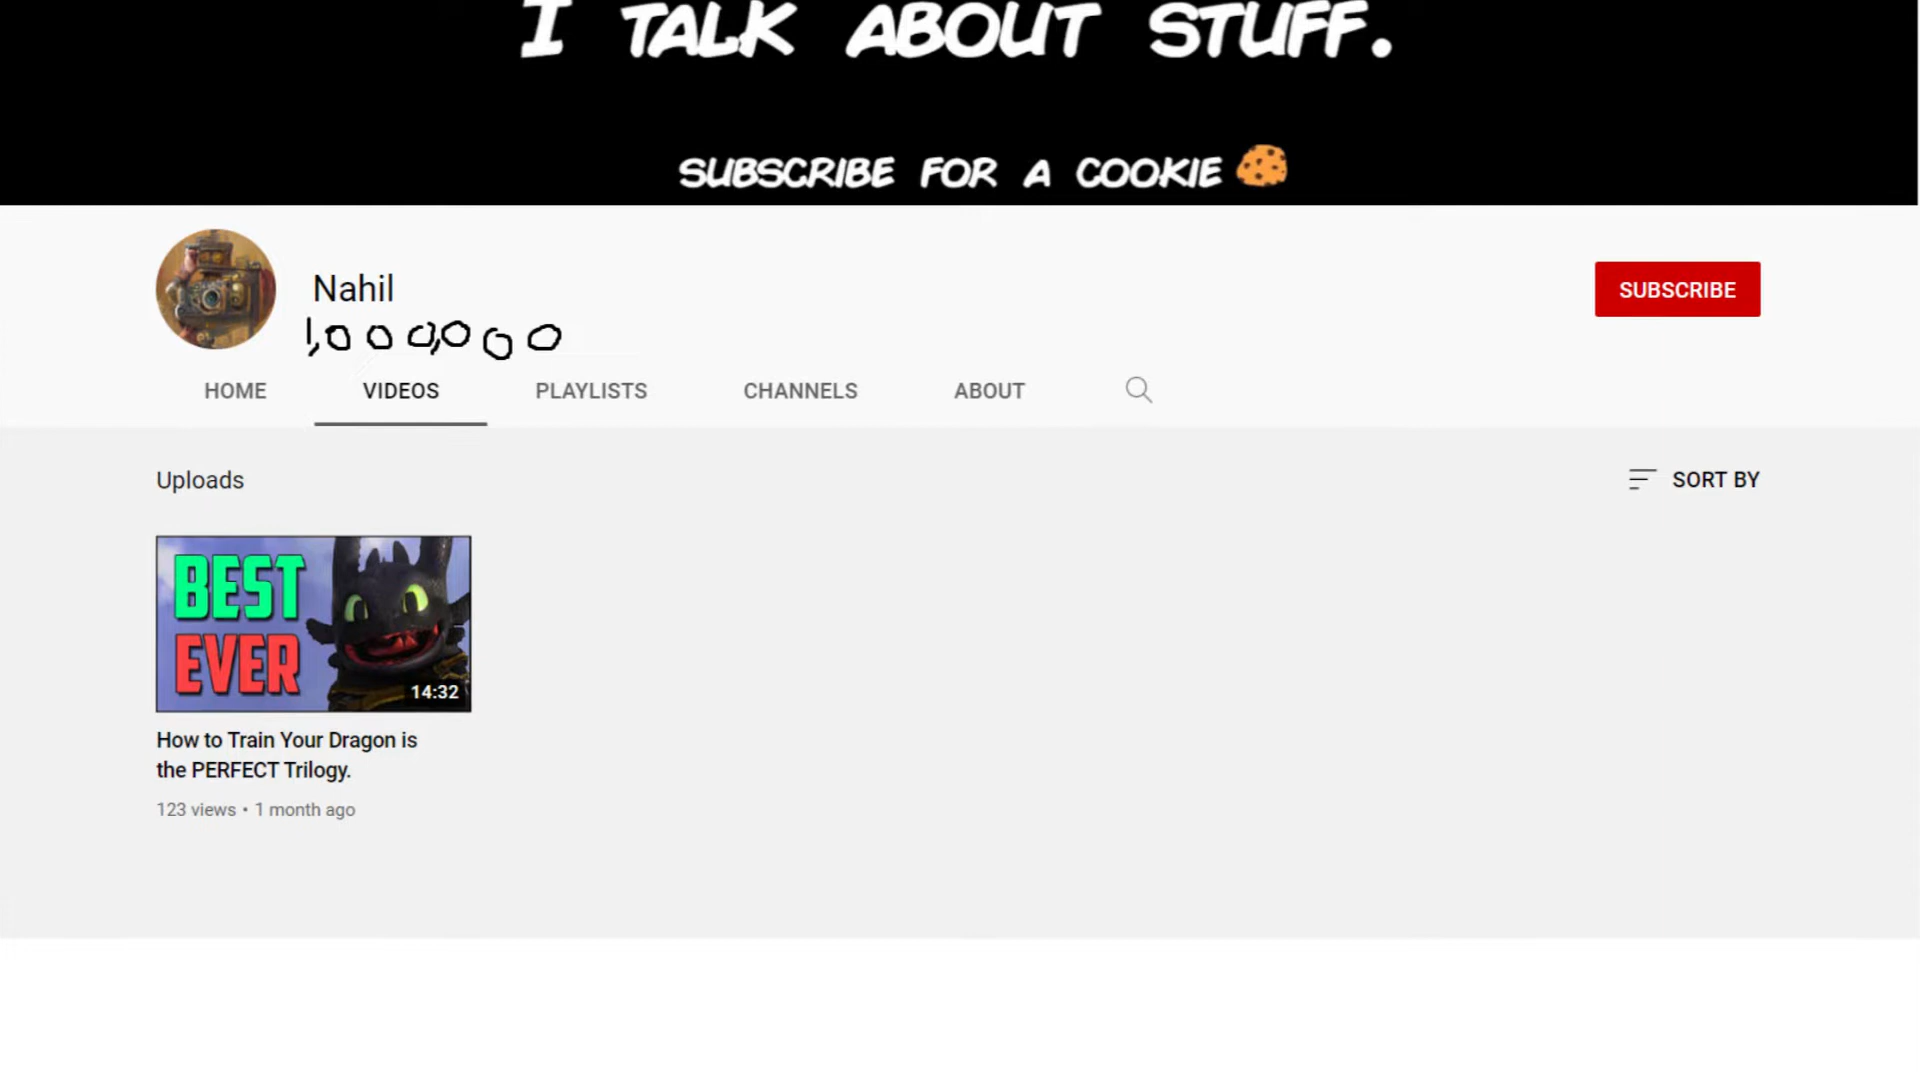 I TALK ABOUT STUFF.
SUBSCRIBE FOR A COOKIE
Nahil
SUBSCRIBE
1,000,000
HOME VIDEOS PLAYLISTS CHANNELS ABOUT
Uploads
SORT BY
BEST
EVER
14:32
How to Train Your Dragon is
the PERFECT Trilogy.
123 views • 1 month ago